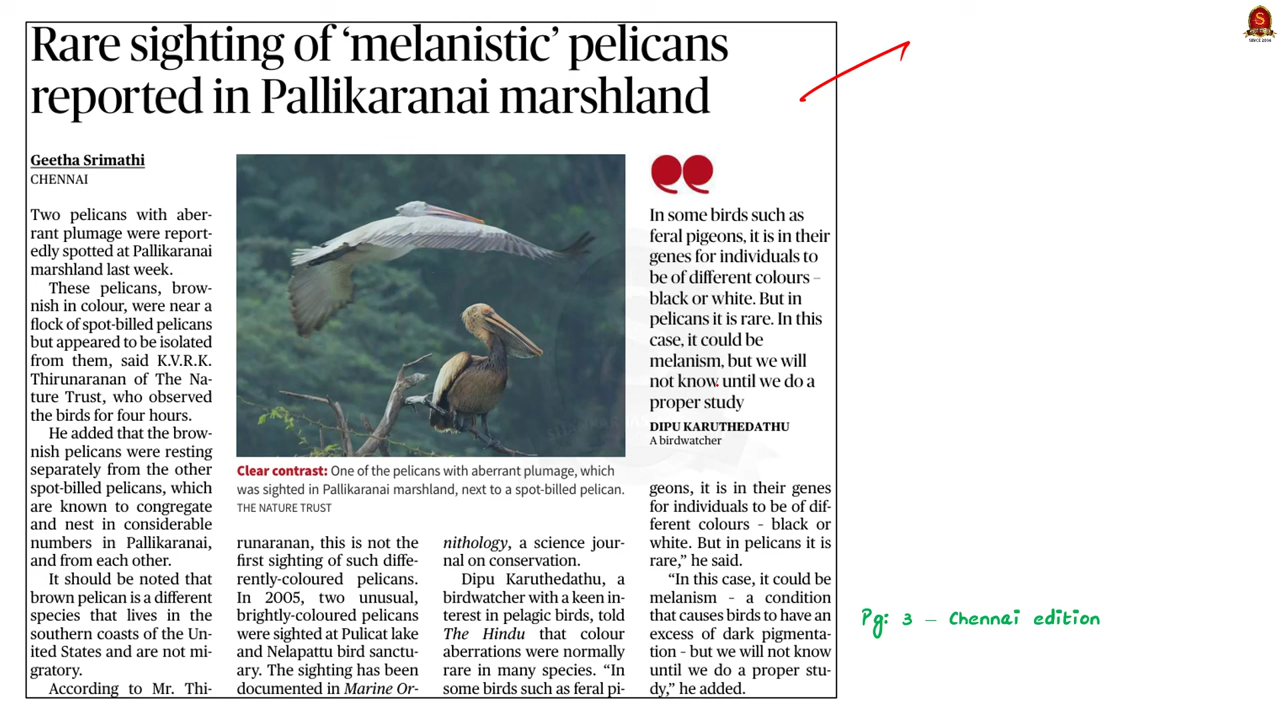 Rare sighting of ‘melanistic’ pelicans
reported in Pallikaranai marshland
Geetha Srimathi
CHENNAI
Two pelicans with aber-
rant plumage were report-
edly spotted at Pallikaranai
marshland last week.
These pelicans, brow-
nish in colour, were near a
flock of spot-billed pelicans
but appeared to be isolated
from them, said K.V.R.K.
Thirunaranan of The Na-
ture Trust, who observed
the birds for four hours.
He added that the brow-
nish pelicans were resting
separately from the other
spot-billed pelicans, which
are known to congregate
and nest in considerable
numbers in Pallikaranai,
and from each other.
It should be noted that
brown pelican is a different
species that lives in the
southern coasts of the Un-
ited States and are not mi-
gratory.
According to Mr. Thi-
Clear contrast: One of the pelicans with aberrant plumage, which
was sighted in Pallikaranai marshland, next to a spot-billed pelican.
THE NATURE TRUST
runaranan, this is not the
first sighting of such diffe-
rently-coloured pelicans.
In 2005, two unusual,
brightly-coloured pelicans
were sighted at Pulicat lake
and Nelapattu bird sanctu-
ary. The sighting has been
documented in Marine Or-
nithology, a science jour-
nal on conservation.
Dipu Karuthedathu, a
birdwatcher with a keen in-
terest in pelagic birds, told
The Hindu that colour
aberrations were normally
rare in many species. “In
some birds such as feral pi-
In some birds such as
feral pigeons, it is in their
genes for individuals to
be of different colours –
black or white. But in
pelicans it is rare. In this
case, it could be
melanism, but we will
not know until we do a
proper study
DIPU KARUTHEDATHU
A birdwatcher
geons, it is in their genes
for individuals to be of dif-
ferent colours - black or
white. But in pelicans it is
rare,” he said.
“In this case, it could be
melanism - a condition
that causes birds to have an
excess of dark pigmenta-
tion - but we will not know
until we do a proper stu-
dy,” he added.
Pg: 3 – Chennai edition
S
SINCE 2004